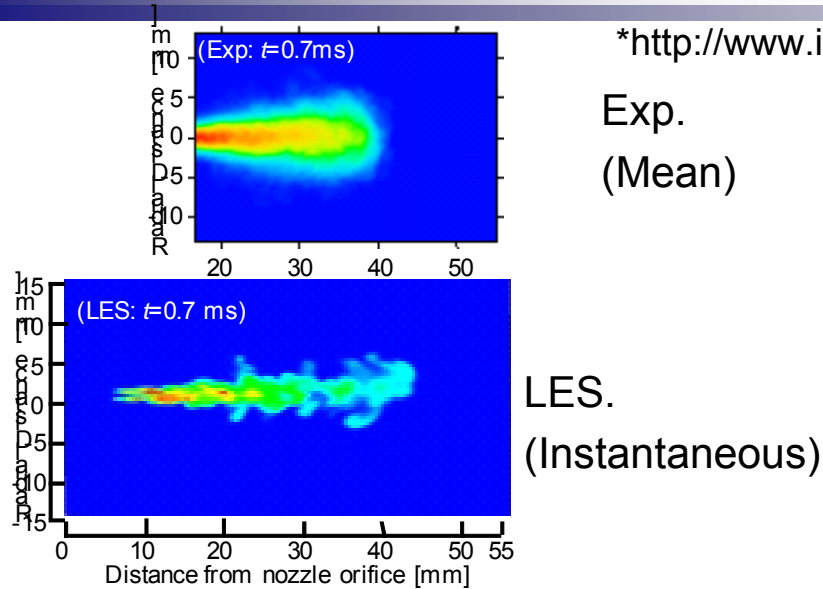 *http://www.i
(Exp: t=0.7ms)
10
5
0
-5
-10
20 30 40 50
Exp.
(Mean)
15
(LES: t=0.7 ms)
10
5
0
-5
-10
-15
0 10 20 30 40 50 55
Distance from nozzle orifice [mm]
LES.
(Instantaneous)